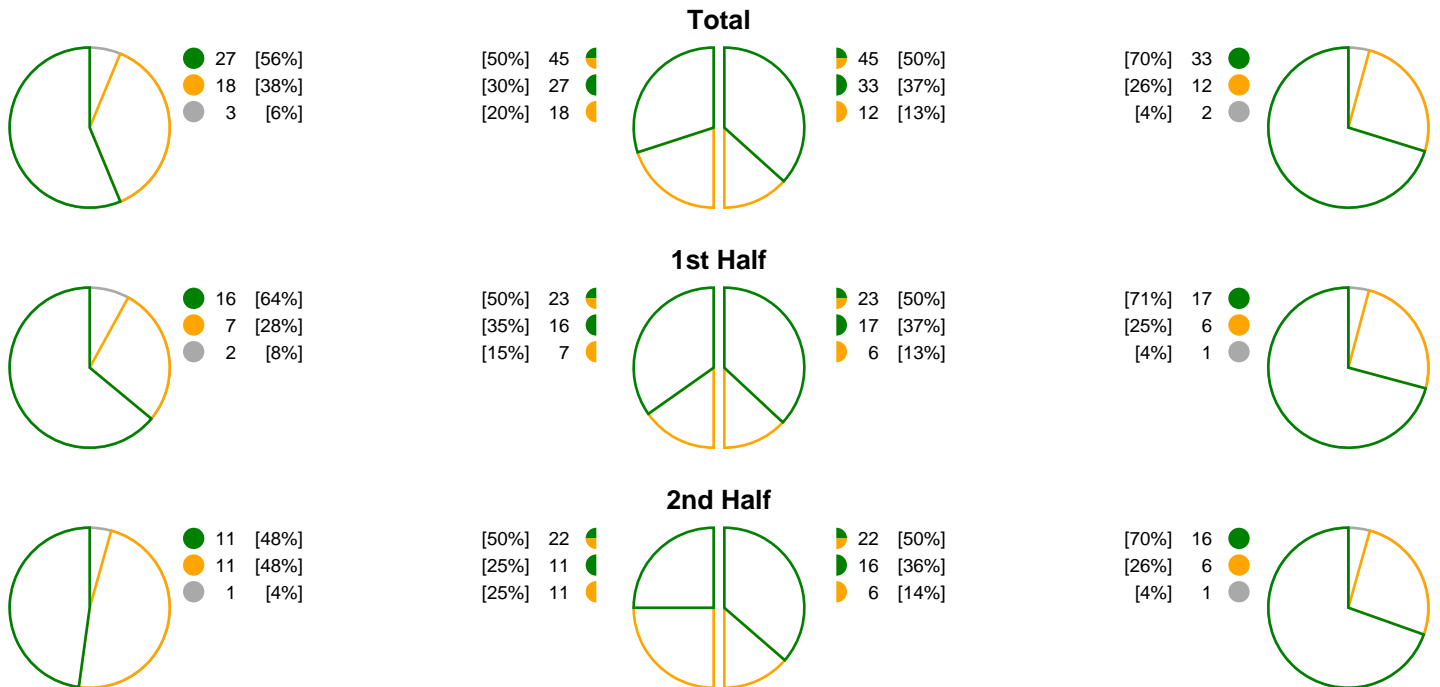 Total
27 [56%] [50%] 45 45 [50%] [70%] 33
18 [38%] [30%] 27 33 [37%] [26%] 12
3 [6%] [20%] 18 12 [13%] [4%] 2
1st Half
16 [64%] [50%] 23 23 [50%] [71%] 17
7 [28%] [35%] 16 17 [37%] [25%] 6
2 [8%] [15%] 7 6 [13%] [4%] 1
2nd Half
11 [48%] [50%] 22 22 [50%] [70%] 16
11 [48%] [25%] 11 16 [36%] [26%] 6
1 [4%] [25%] 11 6 [14%] [4%] 1